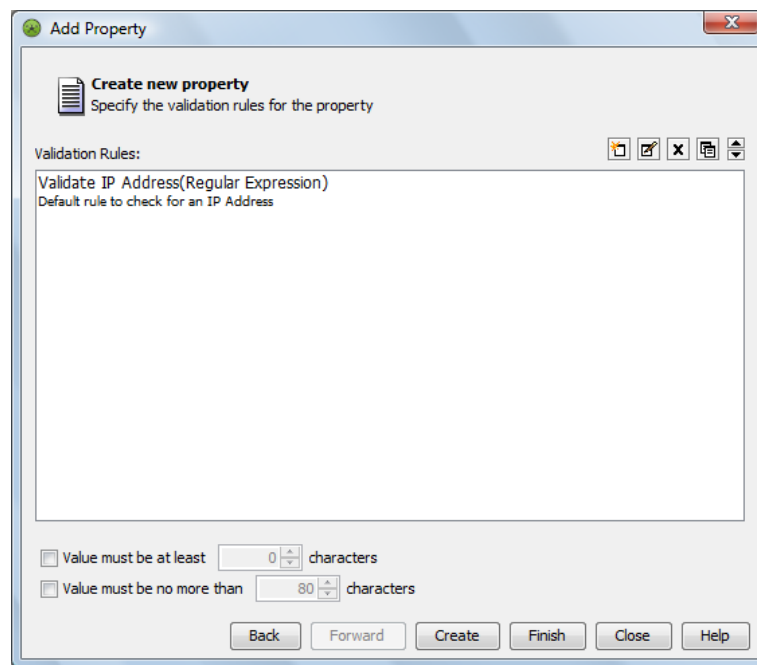 Add Property
Create new property
Specify the validation rules for the property
Validation Rules:
Validate IP Address(Regular Expression)
Default rule to check for an IP Address
Value must be at least 0 characters
Value must be no more than 80 characters
Back Forward Create Finish Close Help